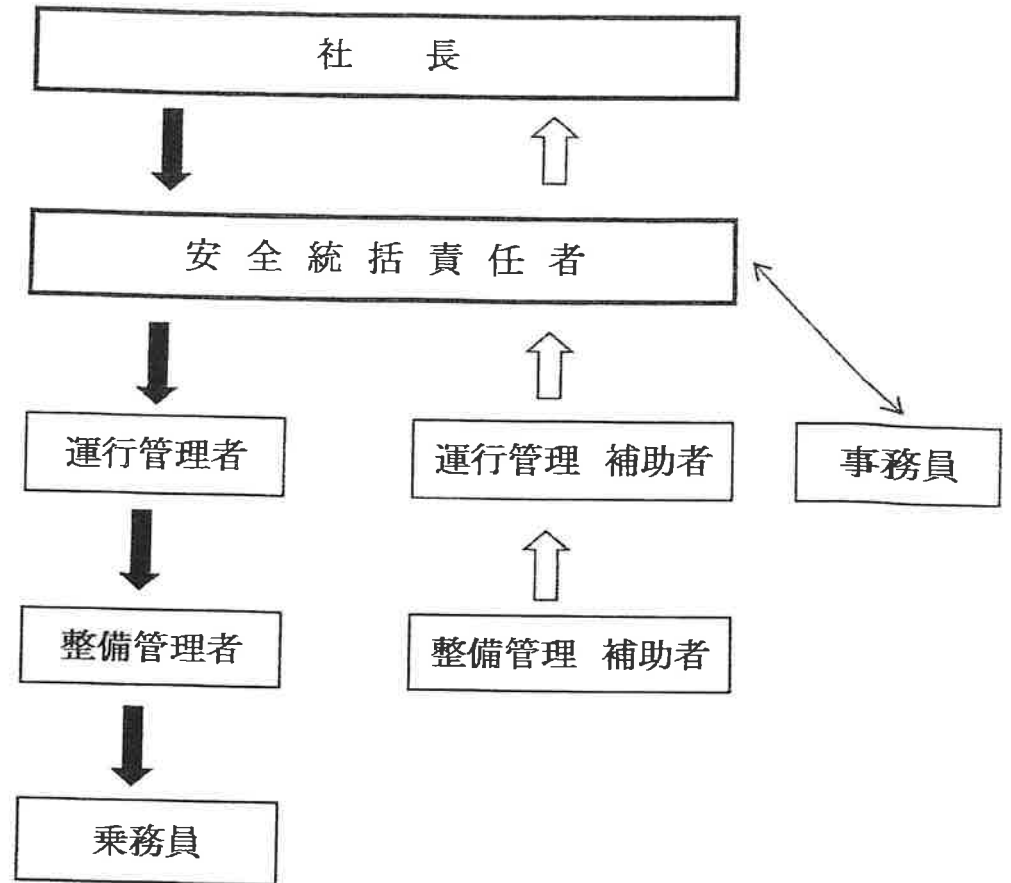 社　長
安全統括責任者
運行管理者
運行管理 補助者
事務員
整備管理者
整備管理 補助者
乗務員